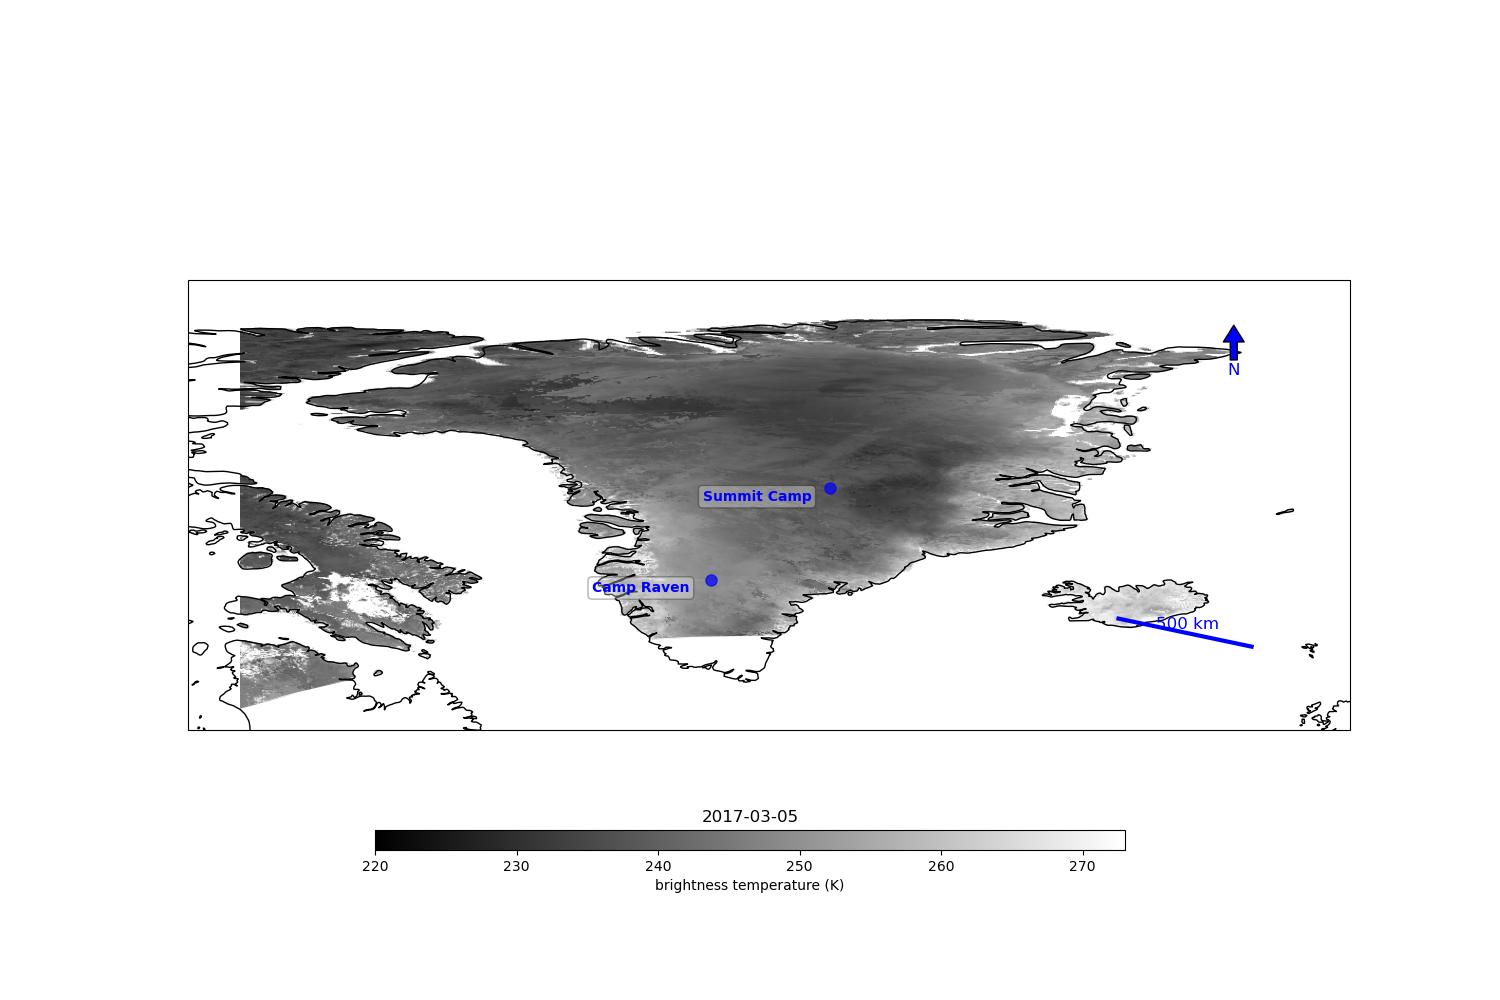 N
Summit Camp
Camp Raven
500 km
2017-03-05
220 230 240 250 260 270
brightness temperature (K)